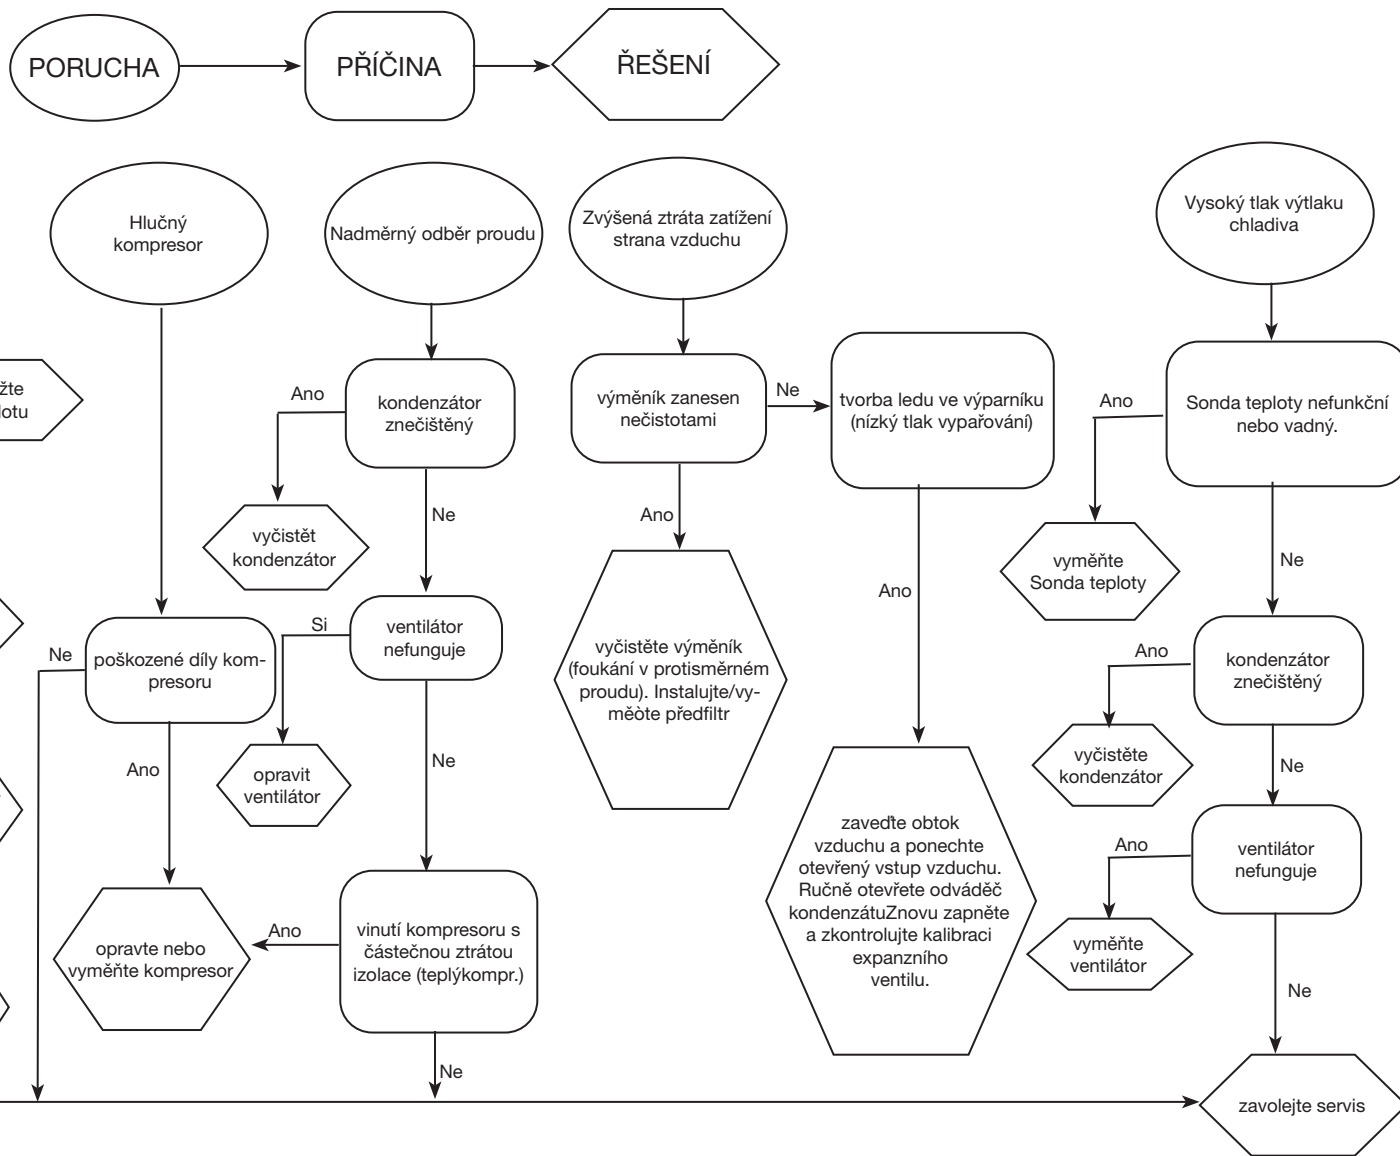 PORUCHA
PŘÍČINA
ŘEŠENÍ
Hlučný
kompresor
Nadměrný odběr proudu
Zvýšená ztráta zatížení
strana vzduchu
Vysoký tlak výtlaku
chladiva
žte
lotu
Ano
kondenzátor
znečištěný
výměník zanesen
nečistotami
Ne
tvorba ledu ve výparníku
(nízký tlak vypařování)
Ano
Sonda teploty nefunkční
nebo vadný.
vyčistět
kondenzátor
Ne
Ano
vyměňte
Sonda teploty
Ne
Ano
Ne
poškozené díly kom-
presoru
Si
ventilátor
nefunguje
vyčistěte výměník
(foukání v protisměrném
proudu). Instalujte/vy-
měòte předfiltr
Ano
kondenzátor
znečištěný
Ano
opravit
ventilátor
Ne
vyčistěte
kondenzátor
Ne
zaveďte obtok
vzduchu a ponechte
otevřený vstup vzduchu.
Ručně otevřete odváděč
kondenzátuZnovu zapněte
a zkontrolujte kalibraci
expanzního
ventilu.
Ano
ventilátor
nefunguje
opravte nebo
vyměňte kompresor
Ano
vinutí kompresoru s
částečnou ztrátou
izolace (teplýkompr.)
vyměňte
ventilátor
Ne
Ne
zavolejte servis